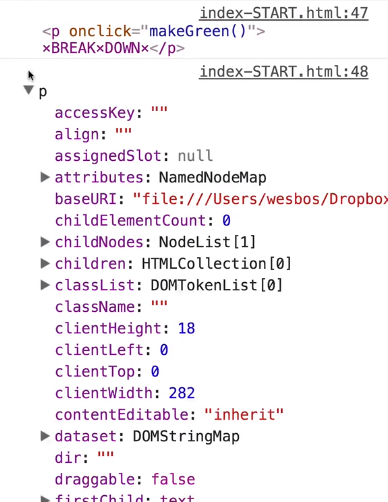 index-START.html:47
<p onclick="makeGreen()">
×BREAK×DOWN×</p>
index-START.html:48
▼ p
accessKey: ""
align: ""
assignedSlot: null
▶ attributes: NamedNodeMap
baseURI: "file:///Users/wesbos/Dropbox
childElementCount: 0
▶ childNodes: NodeList[1]
▶ children: HTMLCollection[0]
▶ classList: DOMTokenList[0]
className: ""
clientHeight: 18
clientLeft: 0
clientTop: 0
clientWidth: 282
contentEditable: "inherit"
▶ dataset: DOMStringMap
dir: ""
draggable: false
▶ firstChild: text